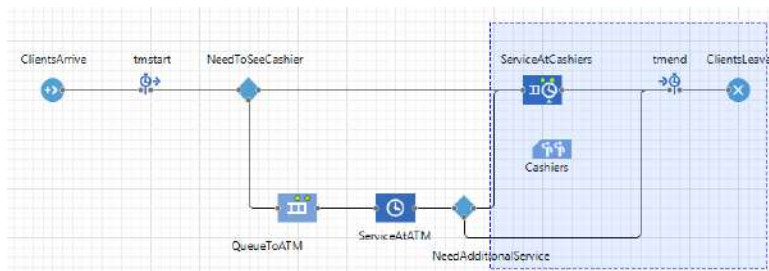 ClientsArrive
tmstart
NeedToSeeCashier
ServiceAtCashiers
tmend
ClientsLeave
Cashiers
QueueToATM
ServiceAtATM
NeedAdditionalService